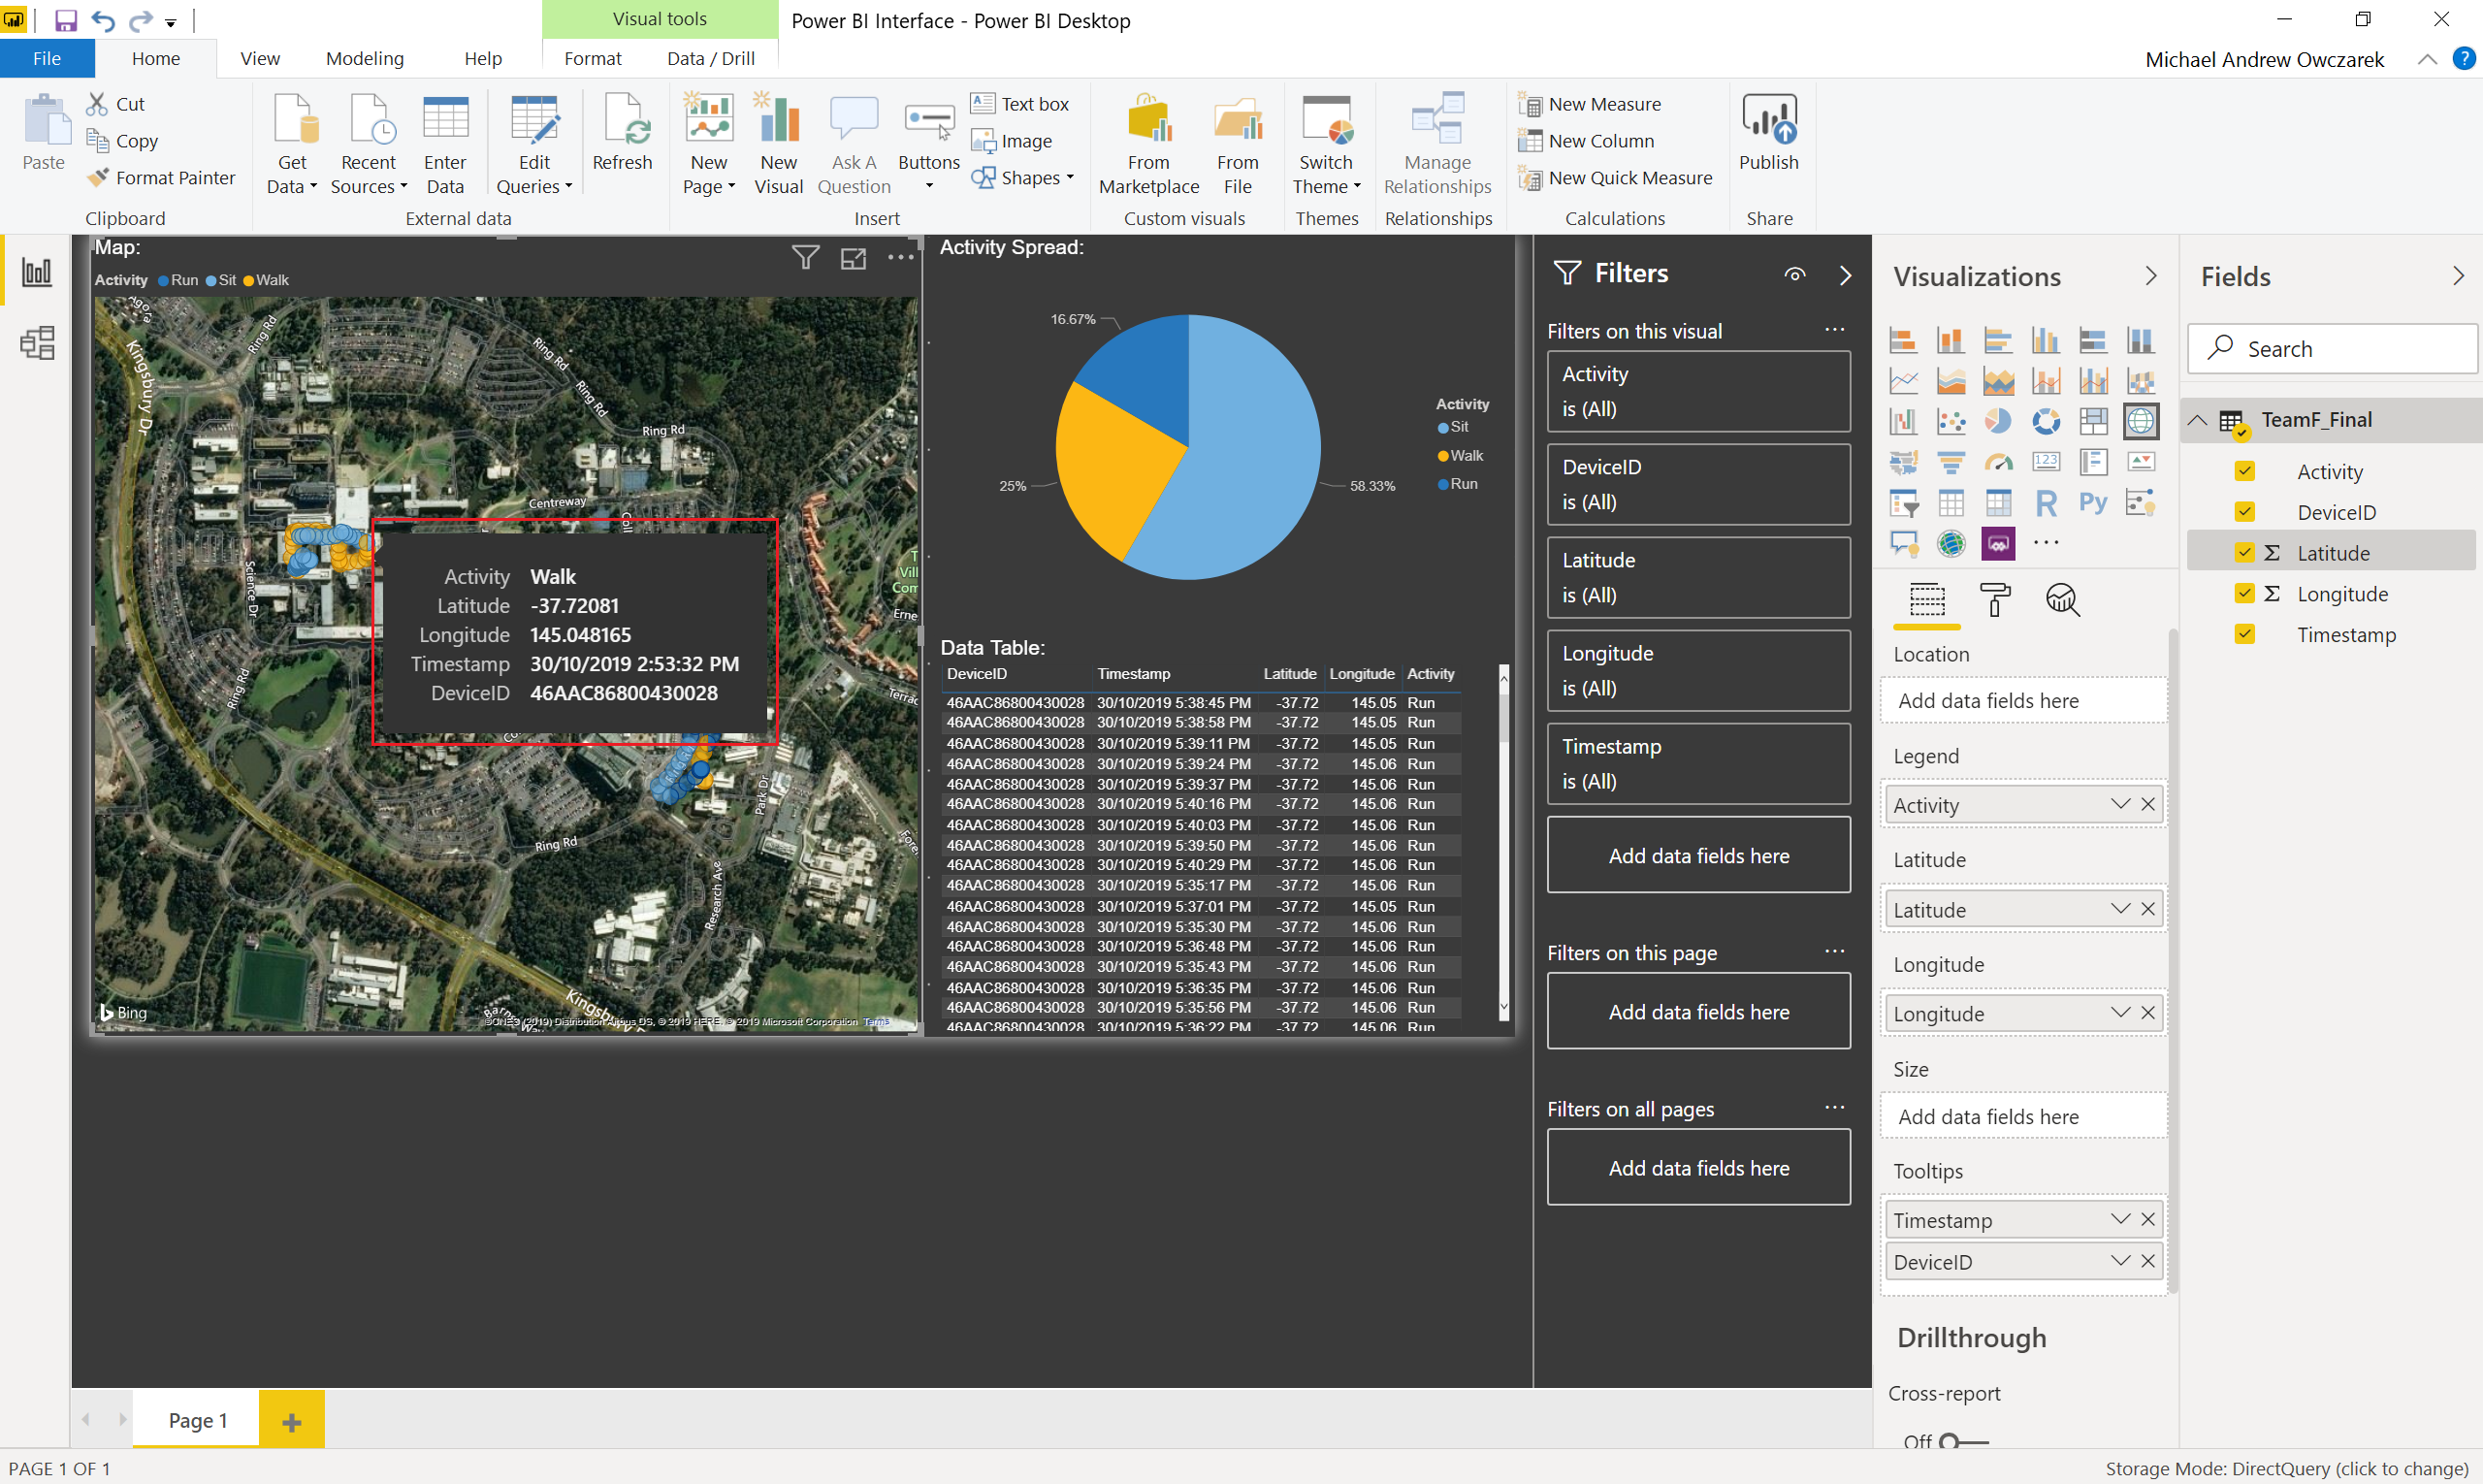 Visual tools
Power BI Interface - Power BI Desktop
File
Home
View
Modeling
Help
Format
Data / Drill
Michael Andrew Owczarek
?
Paste
Cut
Copy
Format Painter
Clipboard
Get Data
Recent Sources
Enter Data
Edit Queries
Refresh
External data
New Page
New Visual
Ask A Question
Buttons
Text box
Image
Shapes
Insert
From Marketplace
From File
Custom visuals
Switch Theme
Themes
Manage Relationships
Relationships
New Measure
New Column
New Quick Measure
Calculations
Publish
Share
Map:
Activity Run Sit Walk
Kingsbury Dr
Ring Rd
Ring Rd
Ring Rd
Ring Rd
Centreway
Science Dr
Ring Rd
Ring Rd
Park Dr
Research Ave
Bing
Activity Walk
Latitude -37.72081
Longitude 145.048165
Timestamp 30/10/2019 2:53:32 PM
DeviceID 46AAC86800430028
© 2019 HERE, © 2019 Microsoft Corporation Terms
Activity Spread:
16.67%
25%
58.33%
Activity
Sit
Walk
Run
Data Table:
DeviceID Timestamp Latitude Longitude Activity
46AAC86800430028 30/10/2019 5:38:45 PM -37.72 145.05 Run
46AAC86800430028 30/10/2019 5:38:58 PM -37.72 145.05 Run
46AAC86800430028 30/10/2019 5:39:11 PM -37.72 145.05 Run
46AAC86800430028 30/10/2019 5:39:24 PM -37.72 145.06 Run
46AAC86800430028 30/10/2019 5:39:37 PM -37.72 145.06 Run
46AAC86800430028 30/10/2019 5:40:16 PM -37.72 145.06 Run
46AAC86800430028 30/10/2019 5:40:03 PM -37.72 145.06 Run
46AAC86800430028 30/10/2019 5:39:50 PM -37.72 145.06 Run
46AAC86800430028 30/10/2019 5:40:29 PM -37.72 145.06 Run
46AAC86800430028 30/10/2019 5:35:17 PM -37.72 145.06 Run
46AAC86800430028 30/10/2019 5:37:01 PM -37.72 145.05 Run
46AAC86800430028 30/10/2019 5:35:30 PM -37.72 145.06 Run
46AAC86800430028 30/10/2019 5:36:48 PM -37.72 145.06 Run
46AAC86800430028 30/10/2019 5:35:43 PM -37.72 145.06 Run
46AAC86800430028 30/10/2019 5:36:35 PM -37.72 145.06 Run
46AAC86800430028 30/10/2019 5:35:56 PM -37.72 145.06 Run
46AAC86800430028 30/10/2019 5:36:22 PM -37.72 145.06 Run
Filters
Filters on this visual
Activity
is (All)
DeviceID
is (All)
Latitude
is (All)
Longitude
is (All)
Timestamp
is (All)
Add data fields here
Filters on this page
Add data fields here
Filters on all pages
Add data fields here
Visualizations
123
R
Py
Location
Add data fields here
Legend
Activity
Latitude
Latitude
Longitude
Longitude
Size
Add data fields here
Tooltips
Timestamp
DeviceID
Drillthrough
Cross-report
Off
Fields
Search
TeamF_Final
Activity
DeviceID
Σ Latitude
Σ Longitude
Timestamp
Page 1
PAGE 1 OF 1
Storage Mode: DirectQuery (click to change)